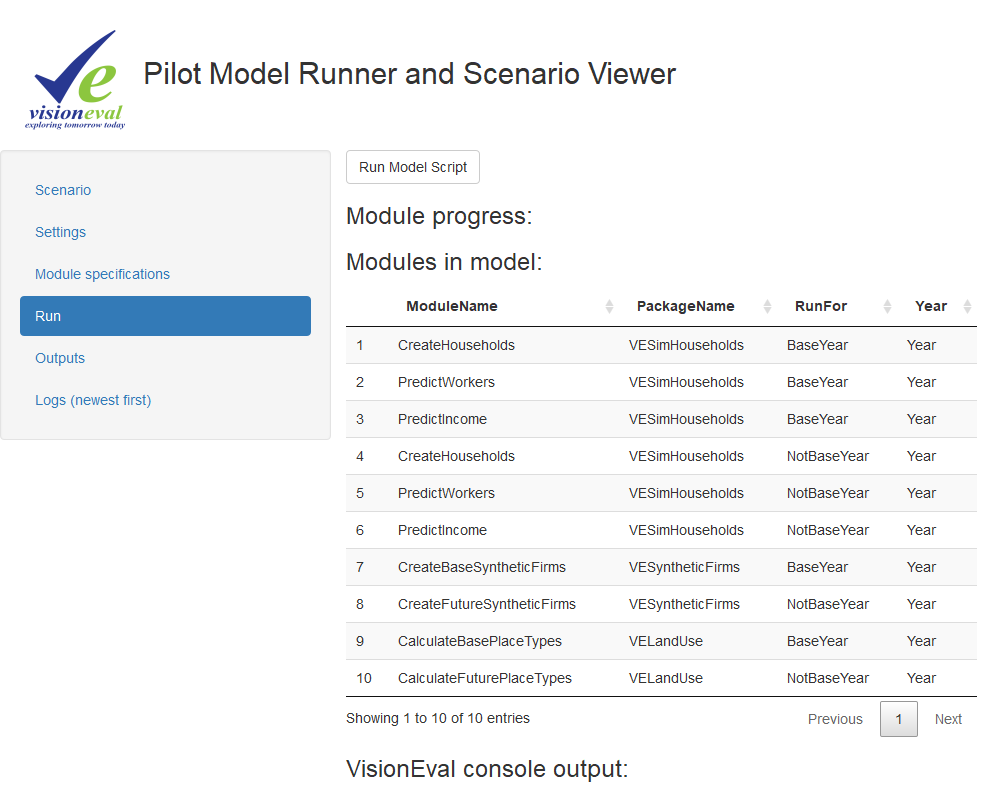 visioneval
exploring tomorrow today
Pilot Model Runner and Scenario Viewer
Scenario
Settings
Module specifications
Run
Outputs
Logs (newest first)
Run Model Script
Module progress:
Modules in model:
ModuleName PackageName RunFor Year
1 CreateHouseholds VESimHouseholds BaseYear Year
2 PredictWorkers VESimHouseholds BaseYear Year
3 PredictIncome VESimHouseholds BaseYear Year
4 CreateHouseholds VESimHouseholds NotBaseYear Year
5 PredictWorkers VESimHouseholds NotBaseYear Year
6 PredictIncome VESimHouseholds NotBaseYear Year
7 CreateBaseSyntheticFirms VESyntheticFirms BaseYear Year
8 CreateFutureSyntheticFirms VESyntheticFirms NotBaseYear Year
9 CalculateBasePlaceTypes VELandUse BaseYear Year
10 CalculateFuturePlaceTypes VELandUse NotBaseYear Year
Showing 1 to 10 of 10 entries Previous 1 Next
VisionEval console output: